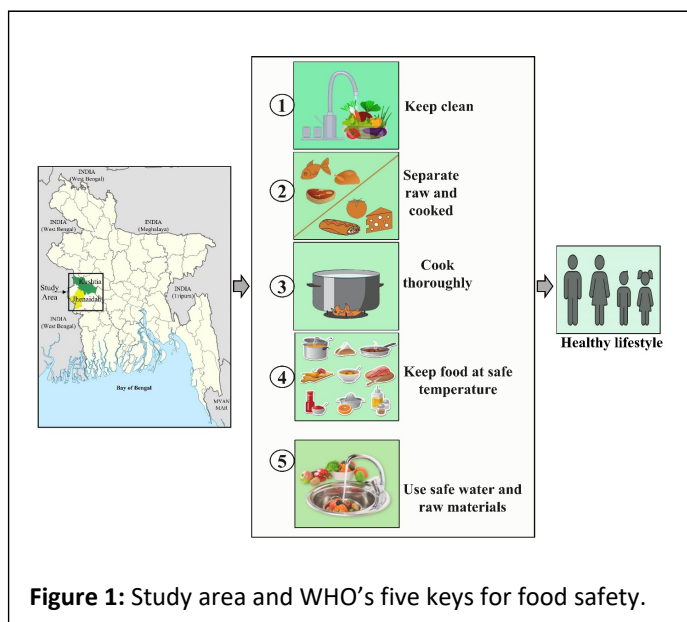 INDIA
(West Bengal)
INDIA
(West Bengal)
INDIA
(Meghalaya)
Study
Area
Kushtia
Jhenaidah
INDIA
(Tripura)
INDIA
(West Bengal)
Bay of Bengal
MYAN
MAR
1
Keep clean
2
Separate
raw and
cooked
3
Cook
thoroughly
4
Keep food at safe
temperature
5
Use safe water and
raw materials
Healthy lifestyle
Figure 1: Study area and WHO’s five keys for food safety.